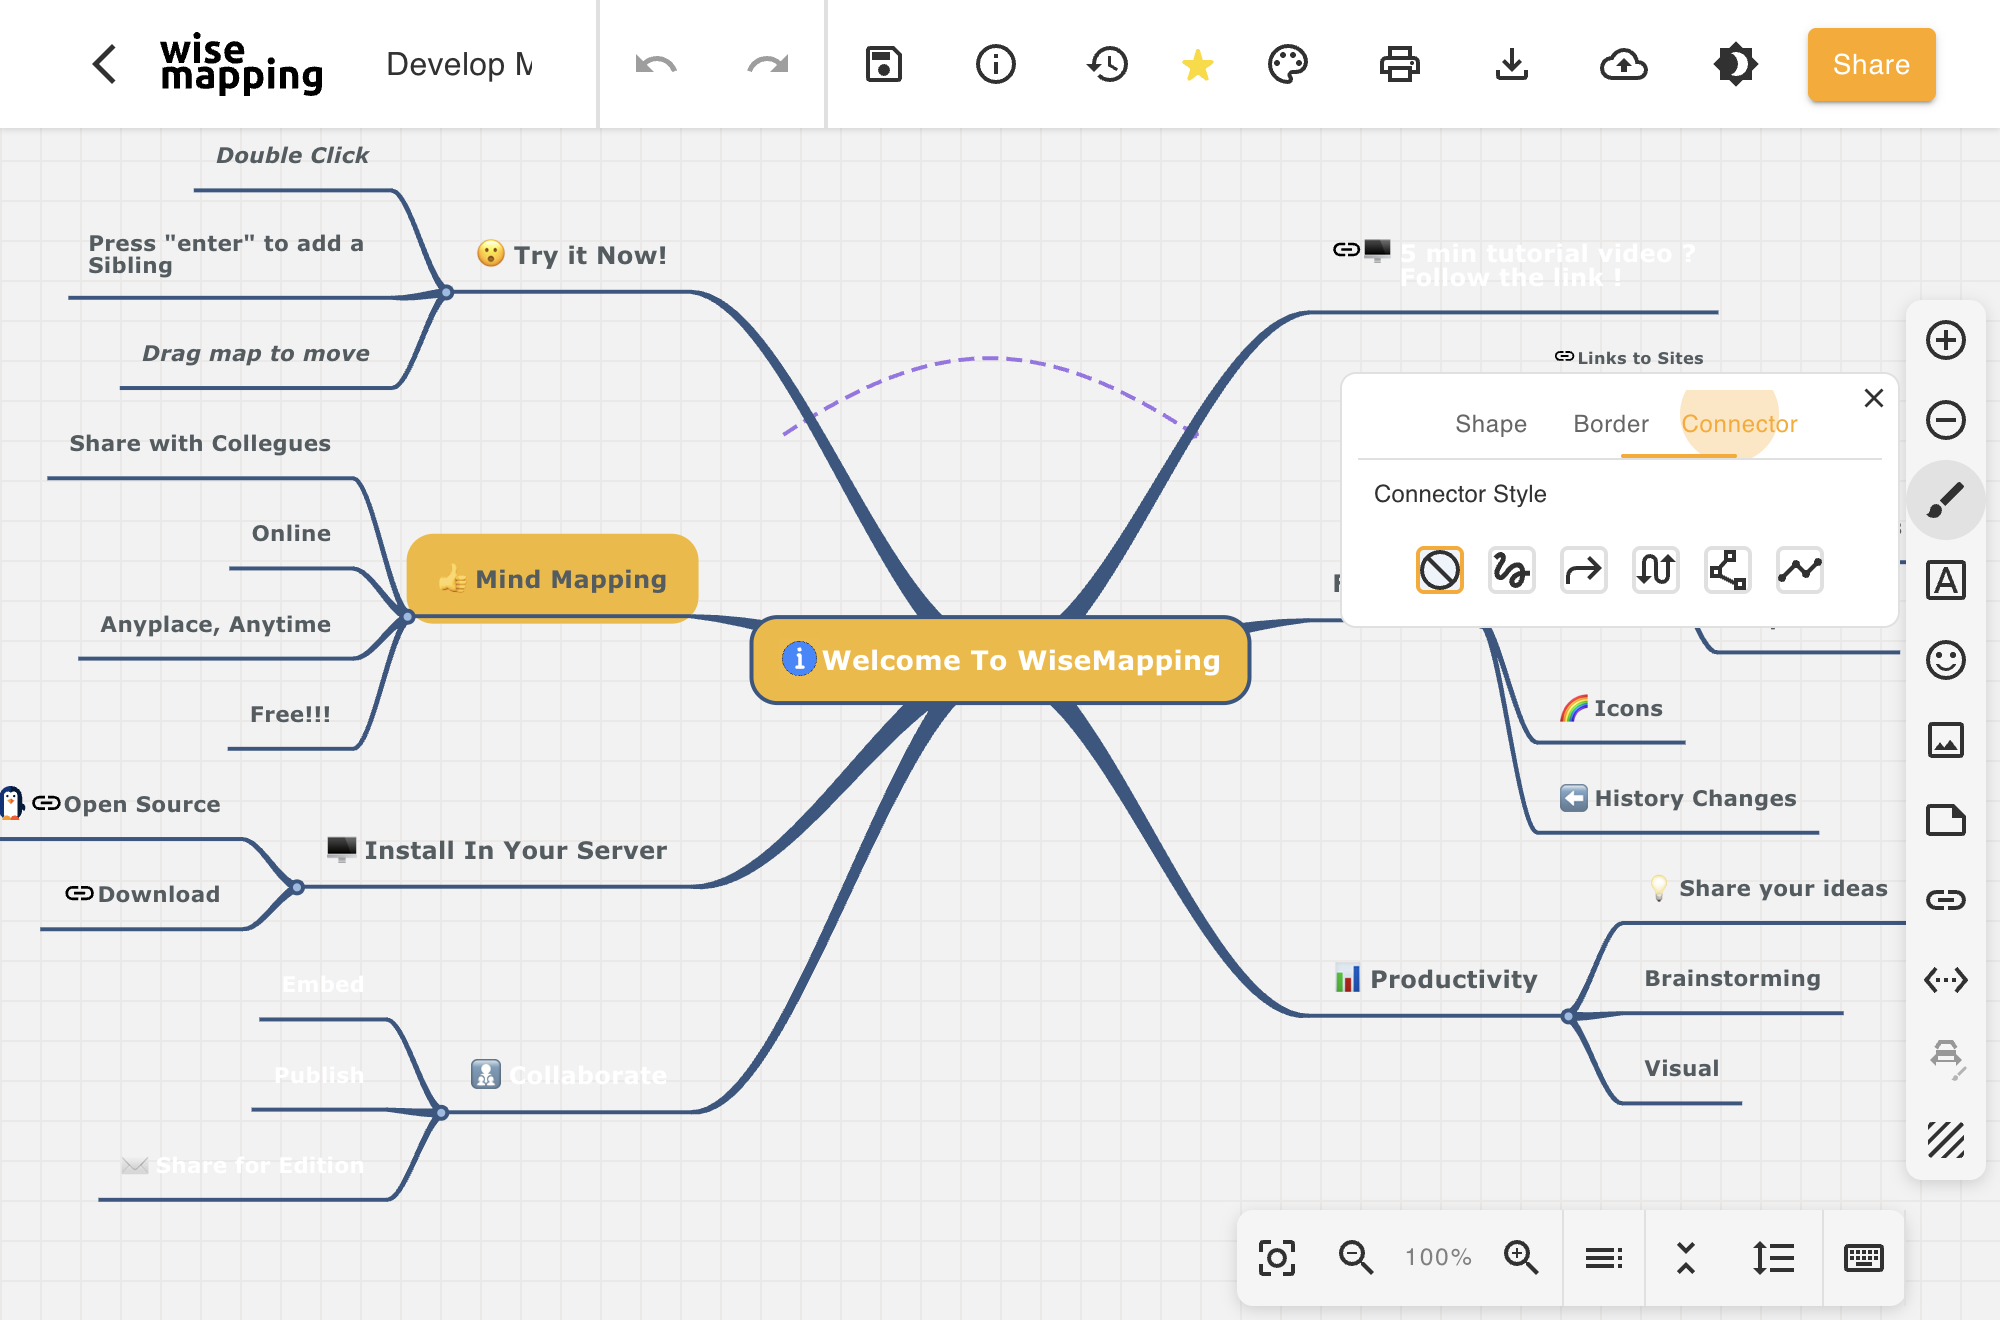 wise
mapping
Develop M
Share
Double Click
Press "enter" to add a
Sibling
Try it Now!
Drag map to move
5 min tutorial video ?
Follow the link !
Links to Sites
Shape
Border
Connector
Connector Style
Share with Collegues
Online
Mind Mapping
Anyplace, Anytime
Free!!!
Welcome To WiseMapping
Icons
History Changes
Open Source
Install In Your Server
Download
Share your ideas
Productivity
Brainstorming
Visual
Embed
Publish
Collaborate
Share for Edition
100%